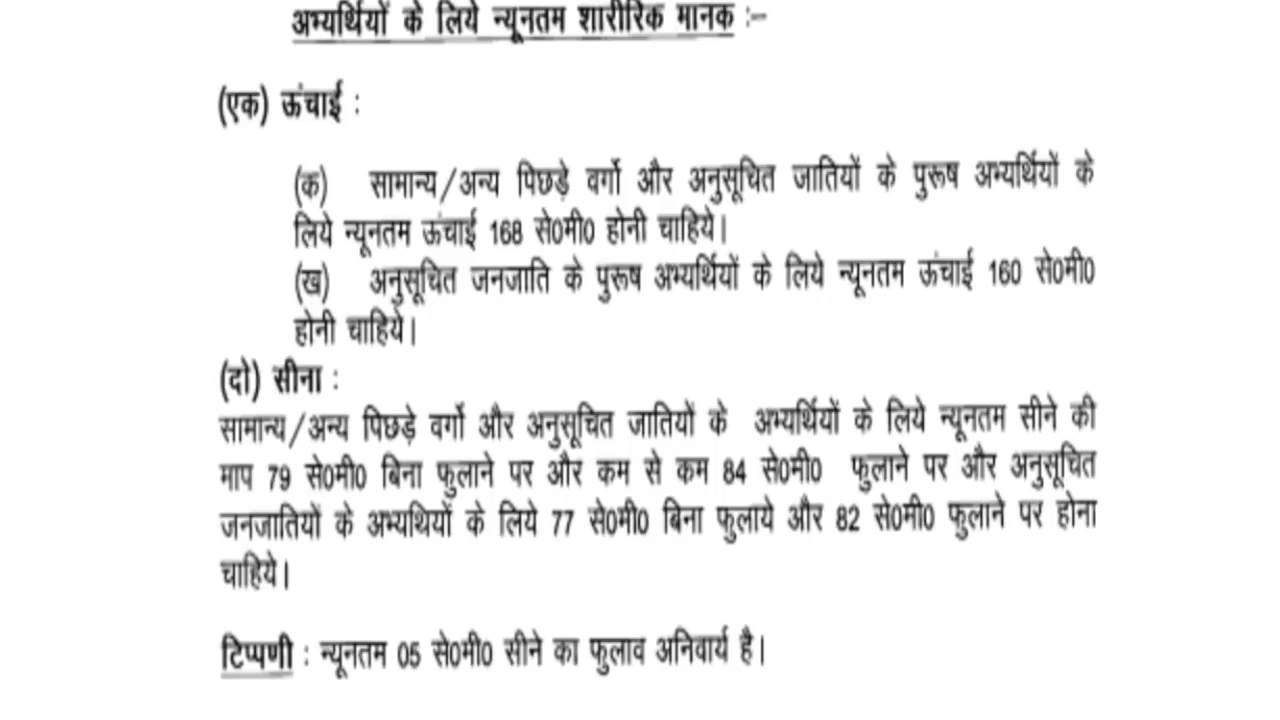 अभ्यर्थियों के लिये न्यूनतम शारीरिक मानक :–
(एक) ऊंचाई :
(क) सामान्य/अन्य पिछड़े वर्गो और अनुसूचित जातियों के पुरूष अभ्यर्थियों के
लिये न्यूनतम ऊंचाई 168 से0मी0 होनी चाहिये।
(ख) अनुसूचित जनजाति के पुरूष अभ्यर्थियों के लिये न्यूनतम ऊंचाई 160 से0मी0
होनी चाहिये।
(दो) सीना :
सामान्य/अन्य पिछड़े वर्गो और अनुसूचित जातियों के अभ्यर्थियों के लिये न्यूनतम सीने की
माप 79 से0मी0 बिना फुलाने पर और कम से कम 84 से0मी0 फुलाने पर और अनुसूचित
जनजातियों के अभ्यथियों के लिये 77 से0मी0 बिना फुलाये और 82 से0मी0 फुलाने पर होना
चाहिये।
टिप्पणी : न्यूनतम 05 से0मी0 सीने का फुलाव अनिवार्य है।